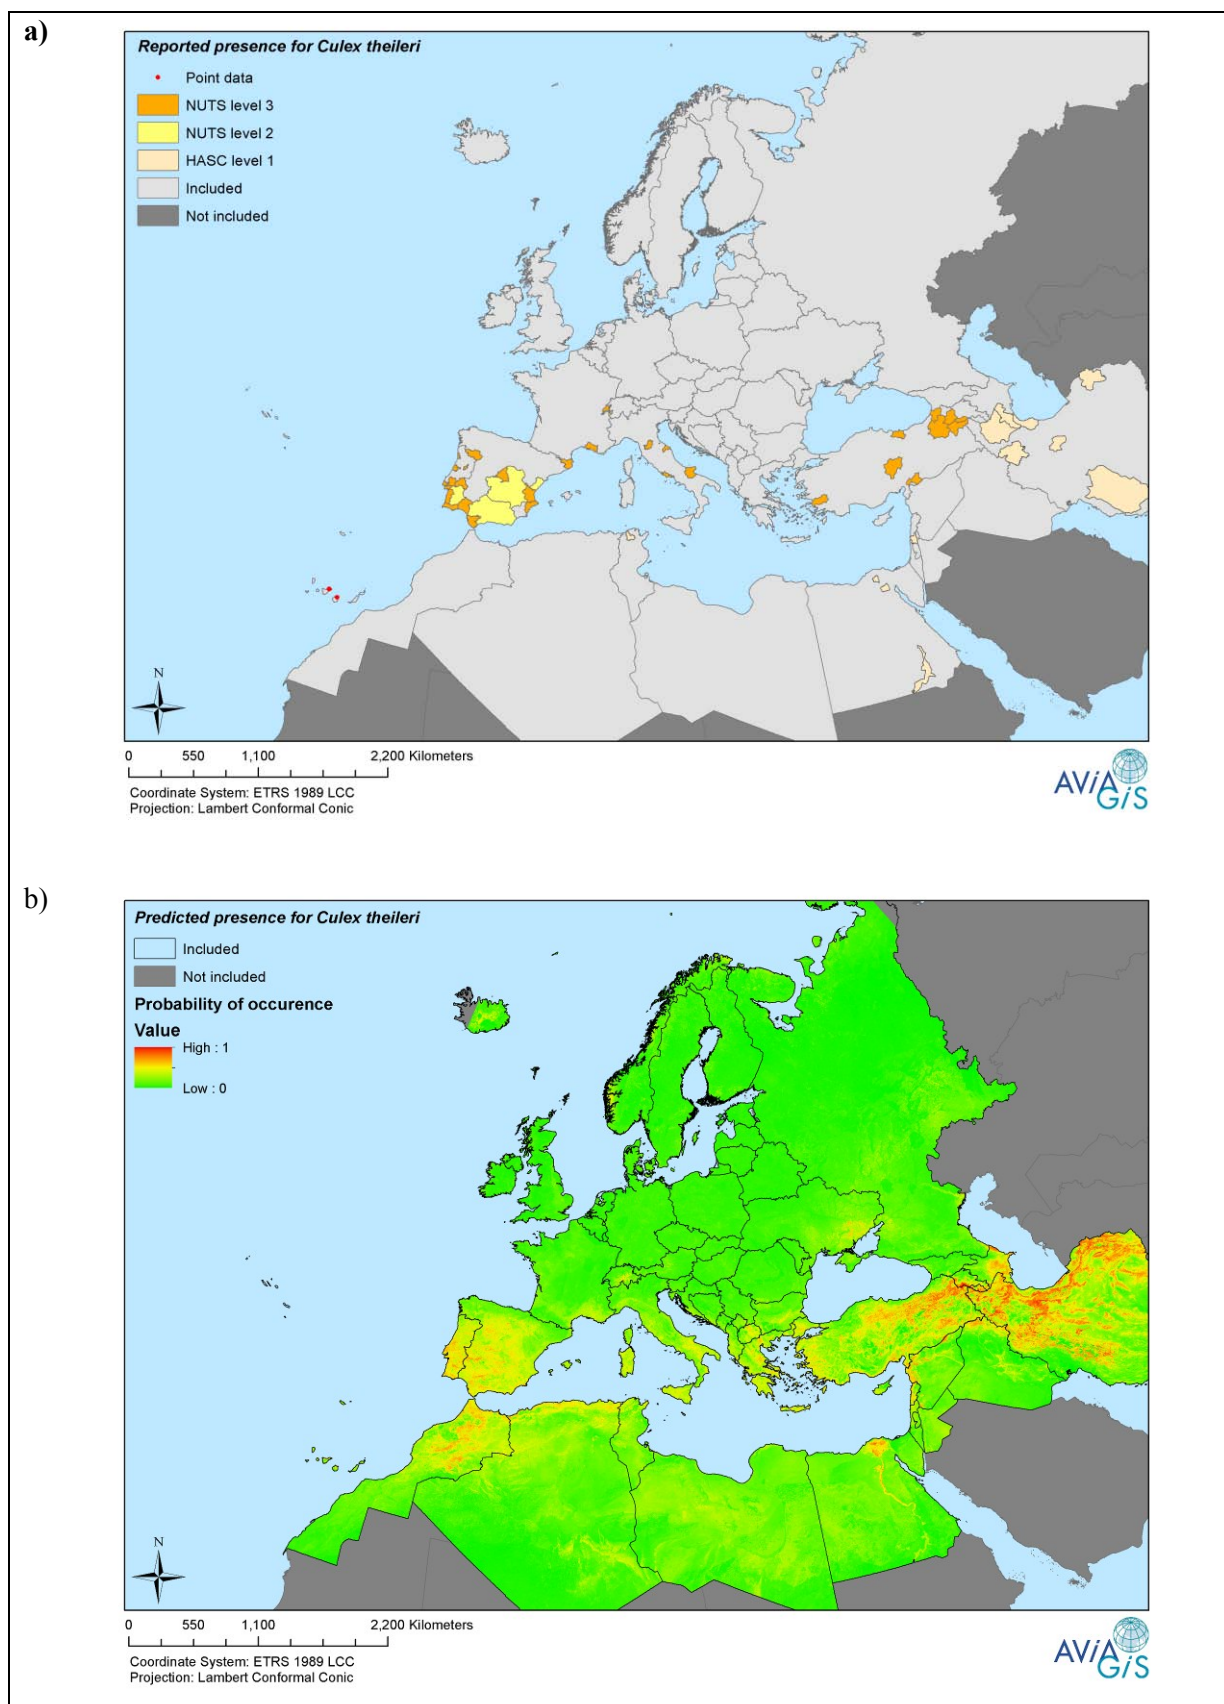 a)
Reported presence for Culex theileri
Point data
NUTS level 3
NUTS level 2
HASC level 1
Included
Not included
N
0 550 1,100 2,200 Kilometers
Coordinate System: ETRS 1989 LCC
Projection: Lambert Conformal Conic
AViA
GiS
b)
Predicted presence for Culex theileri
Included
Not included
Probability of occurence
Value
High : 1
Low : 0
N
0 550 1,100 2,200 Kilometers
Coordinate System: ETRS 1989 LCC
Projection: Lambert Conformal Conic
AViA
GiS